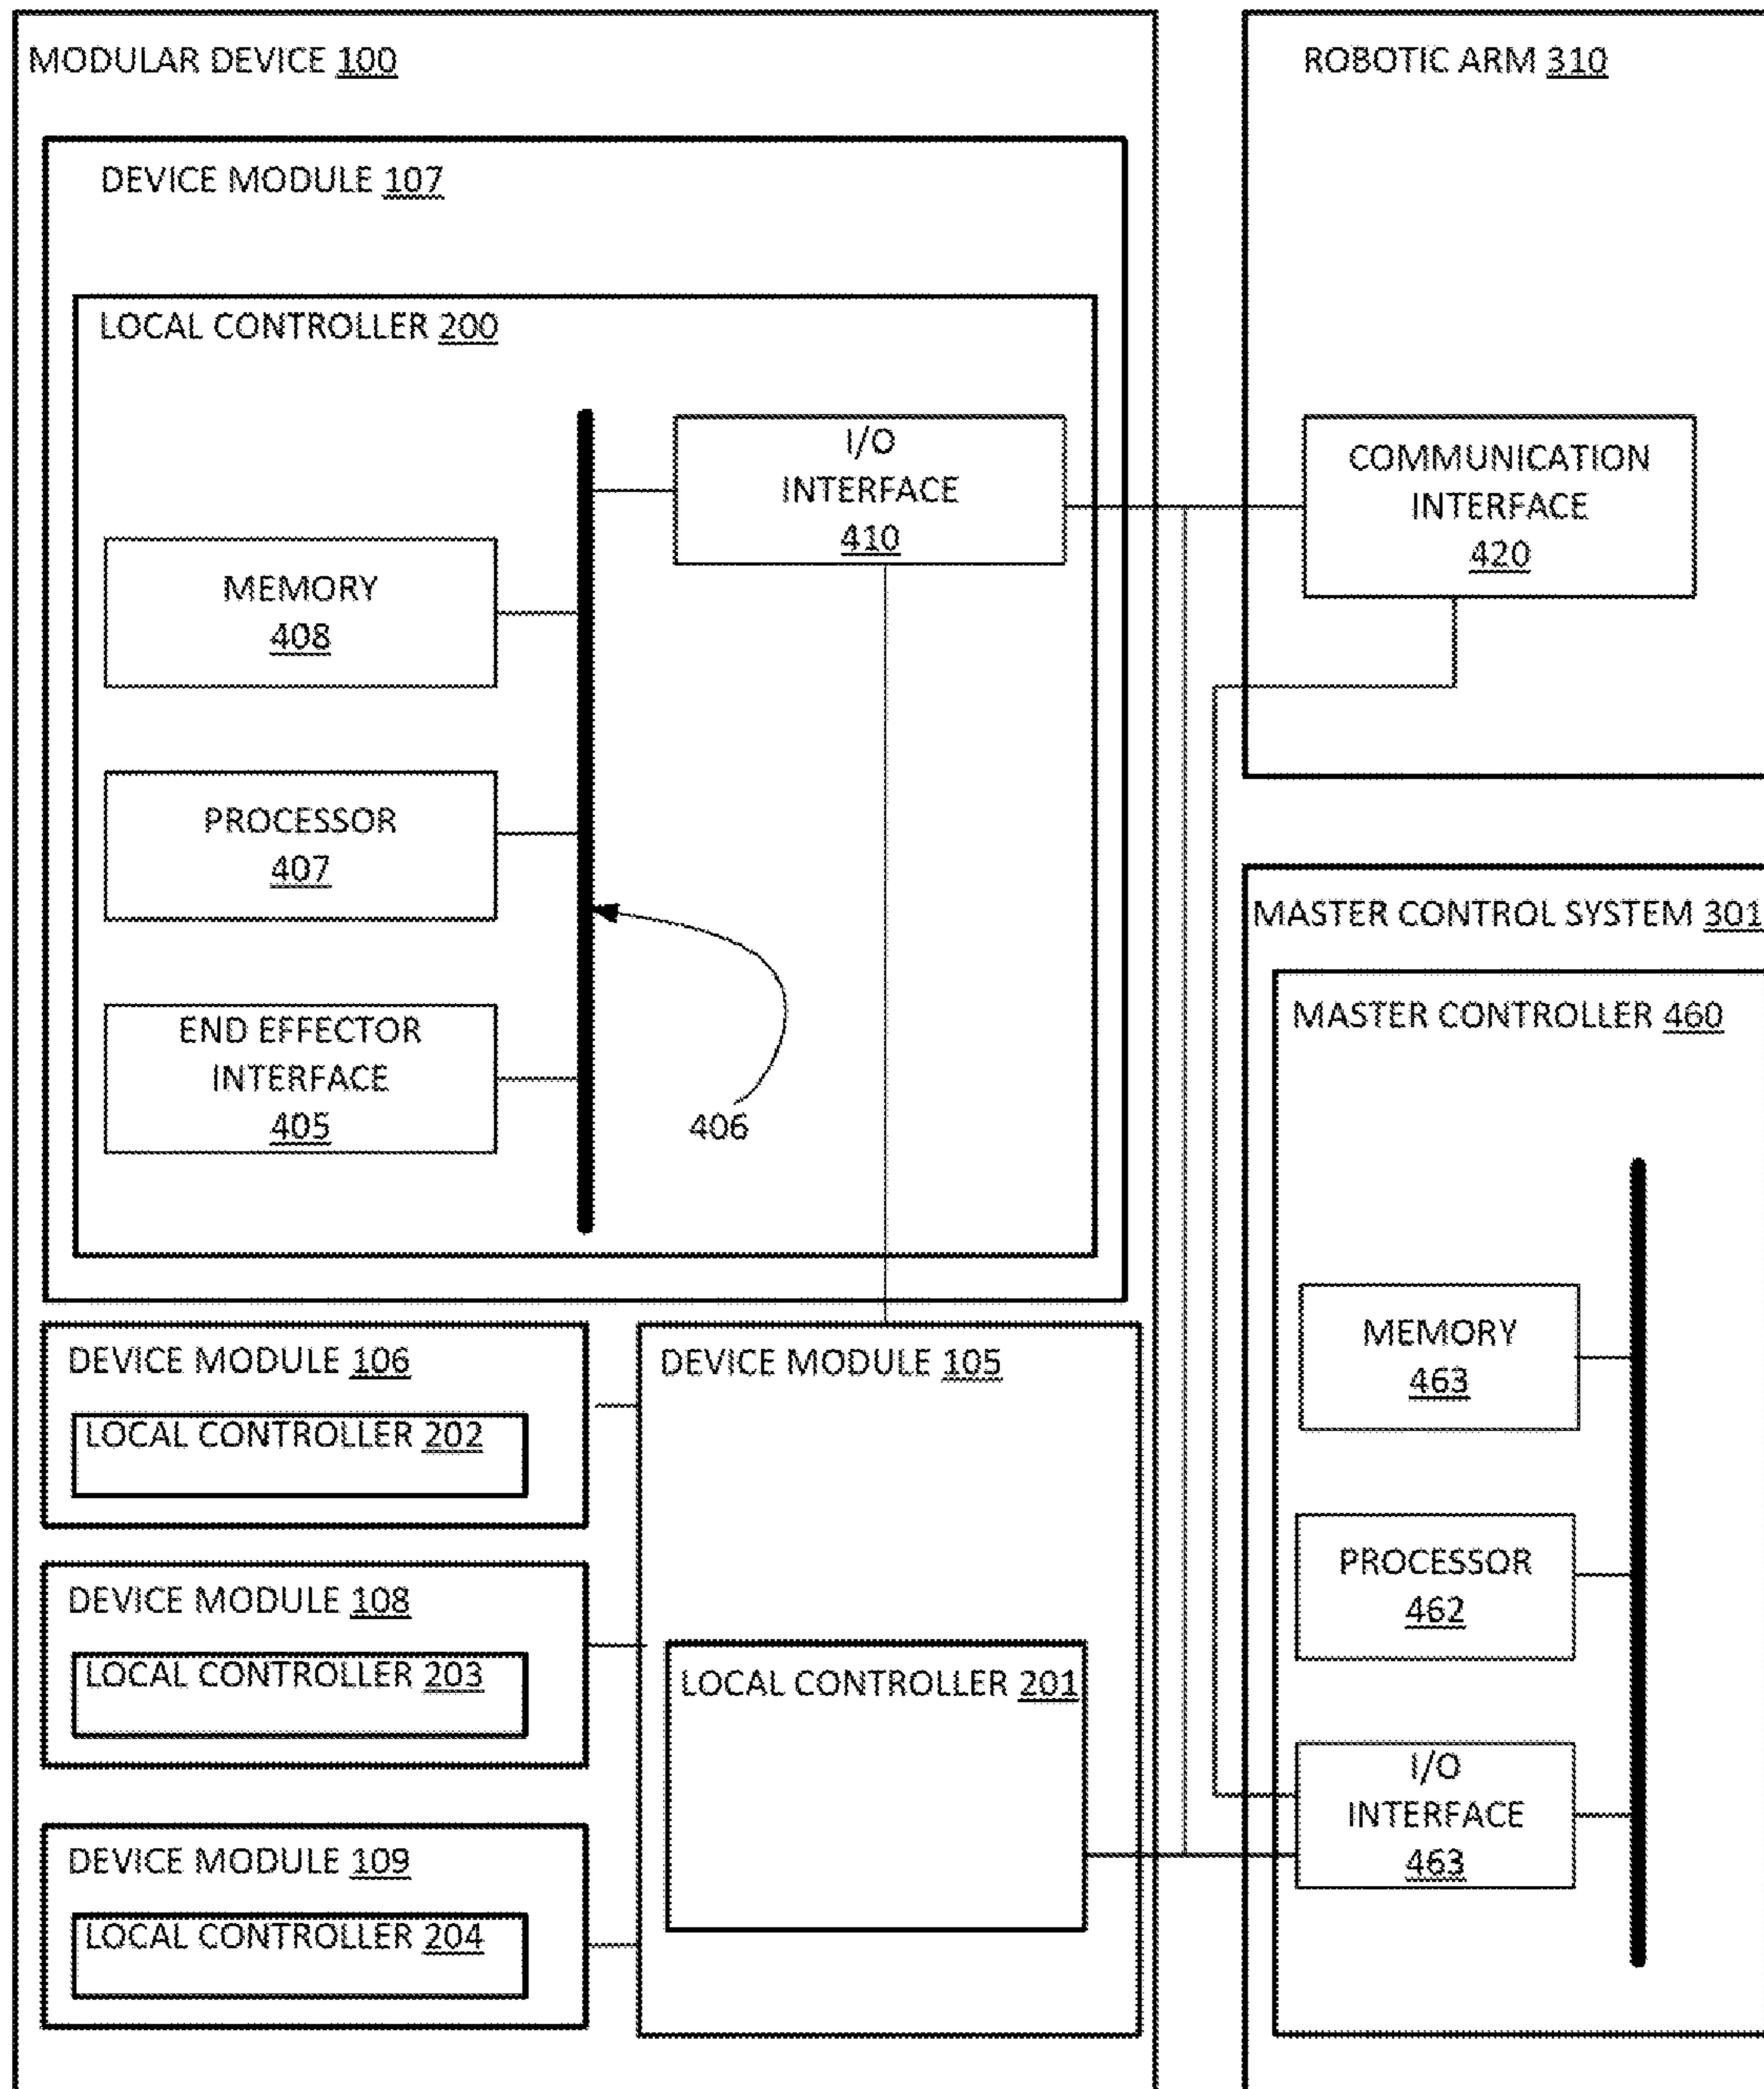 MODULAR DEVICE 100
DEVICE MODULE 107
LOCAL CONTROLLER 200
I/O
INTERFACE
410
MEMORY
408
PROCESSOR
407
END EFFECTOR
INTERFACE
405
406
DEVICE MODULE 106
LOCAL CONTROLLER 202
DEVICE MODULE 108
LOCAL CONTROLLER 203
DEVICE MODULE 109
LOCAL CONTROLLER 204
DEVICE MODULE 105
LOCAL CONTROLLER 201
ROBOTIC ARM 310
COMMUNICATION
INTERFACE
420
MASTER CONTROL SYSTEM 301
MASTER CONTROLLER 460
MEMORY
463
PROCESSOR
462
I/O
INTERFACE
463